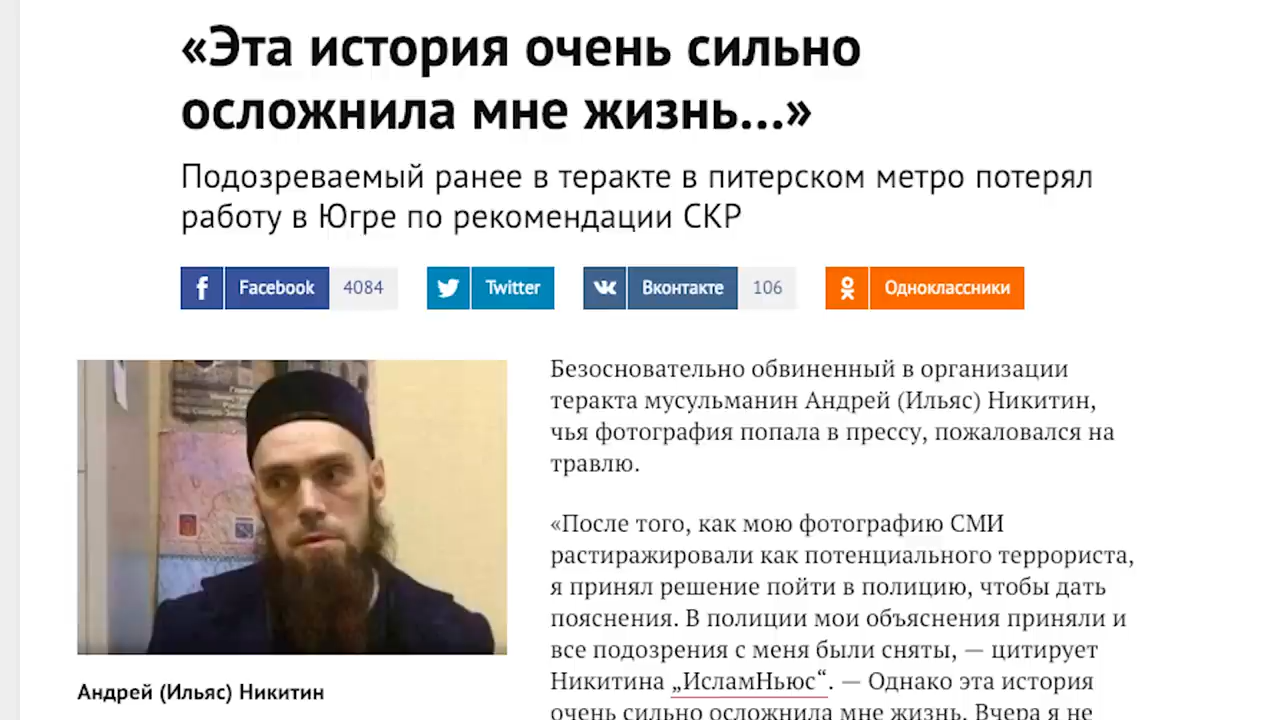 «Эта история очень сильно
осложнила мне жизнь...»
Подозреваемый ранее в теракте в питерском метро потерял
работу в Югре по рекомендации СКР
Facebook 4084 Twitter Вконтакте 106 Одноклассники
Безосновательно обвиненный в организации
теракта мусульманин Андрей (Ильяс) Никитин,
чья фотография попала в прессу, пожаловался на
травлю.
«После того, как мою фотографию СМИ
растиражировали как потенциального террориста,
я принял решение пойти в полицию, чтобы дать
пояснения. В полиции мои объяснения приняли и
все подозрения с меня были сняты, — цитирует
Никитина „ИсламНьюс“. — Однако эта история
очень сильно осложнила мне жизнь. Вчера я не
Андрей (Ильяс) Никитин